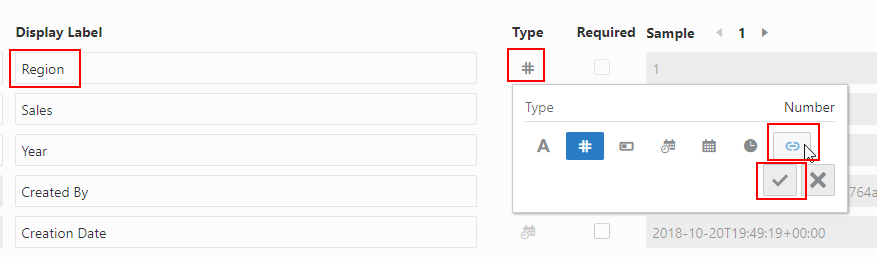 Display Label Type Required Sample 1
Region 1
Type Number
Sales
A
Year
Created By 764a
Creation Date 2018-10-20T19:49:19+00:00